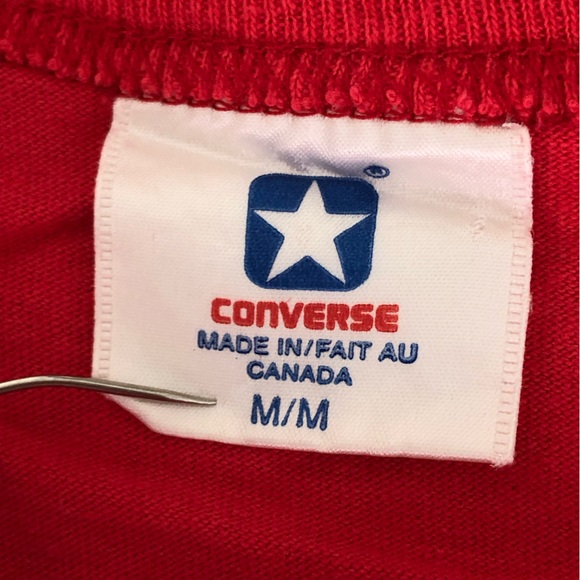 ®
CONVERSE
MADE IN/FAIT AU
CANADA
M/M